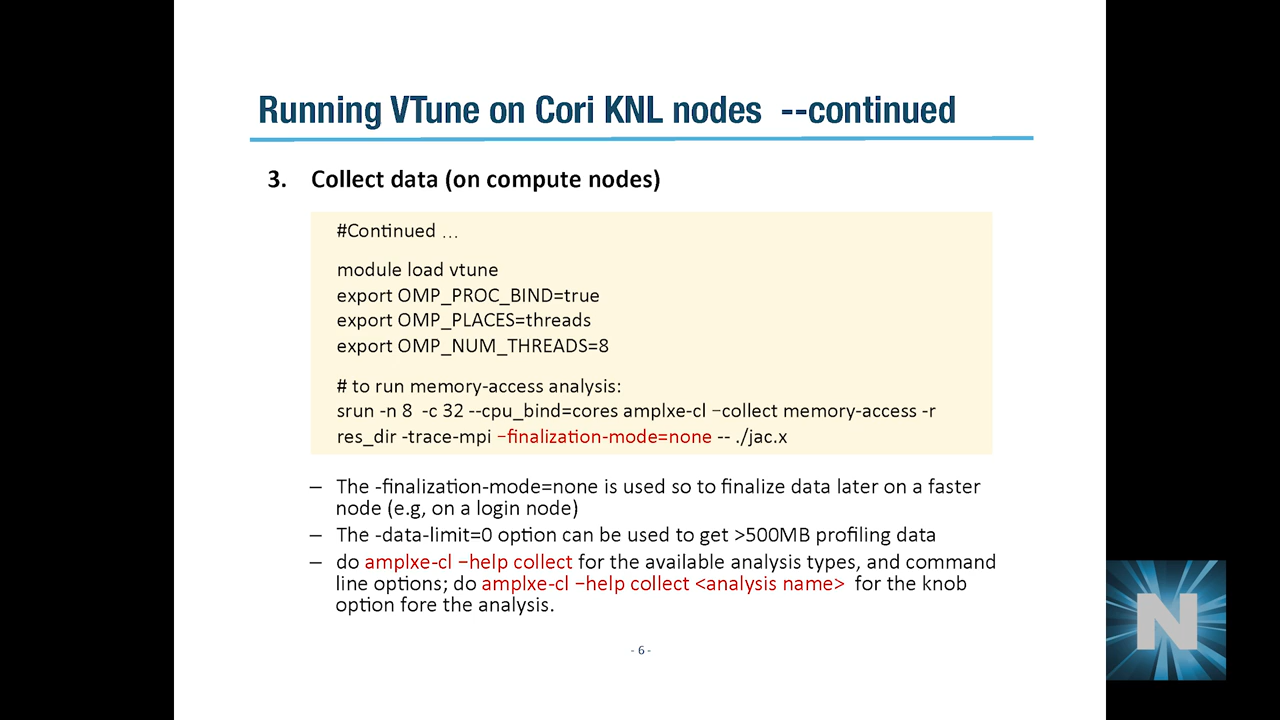 Running VTune on Cori KNL nodes --continued
3. Collect data (on compute nodes)
#Continued …
module load vtune
export OMP_PROC_BIND=true
export OMP_PLACES=threads
export OMP_NUM_THREADS=8
# to run memory-access analysis:
srun -n 8 -c 32 --cpu_bind=cores amplxe-cl –collect memory-access -r
res_dir -trace-mpi –finalization-mode=none -- ./jac.x
– The -finalization-mode=none is used so to finalize data later on a faster
node (e.g, on a login node)
– The -data-limit=0 option can be used to get >500MB profiling data
– do amplxe-cl –help collect for the available analysis types, and command
line options; do amplxe-cl –help collect <analysis name> for the knob
option fore the analysis.
- 6 -
N